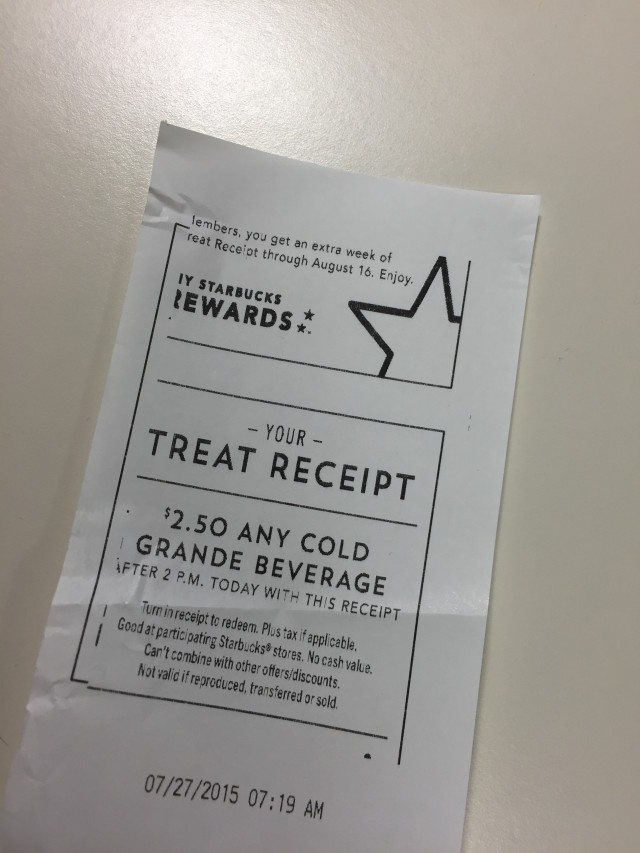 lembers, you get an extra week of
reat Receipt through August 16. Enjoy.
IY STARBUCKS
REWARDS
– YOUR –
TREAT RECEIPT
$2.50 ANY COLD
GRANDE BEVERAGE
AFTER 2 P.M. TODAY WITH THIS RECEIPT
Turn in receipt to redeem. Plus tax if applicable.
Good at participating Starbucks® stores. No cash value.
Can't combine with other offers/discounts.
Not valid if reproduced, transferred or sold.
07/27/2015 07:19 AM